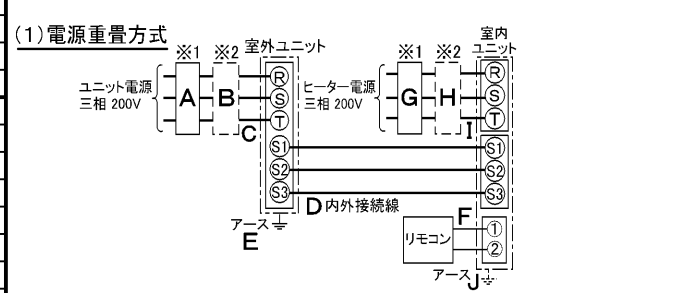 (1)電源重畳方式
※1 ※2 室外ユニット
ユニット電源
三相 200V
A
B
C
R
S
T
S1
S2
S3
アース
E
D 内外接続線
※1 ※2
室内
ユニット
ヒーター電源
三相 200V
G
H
I
R
S
T
S1
S2
S3
F
リモコン
①
②
アース J